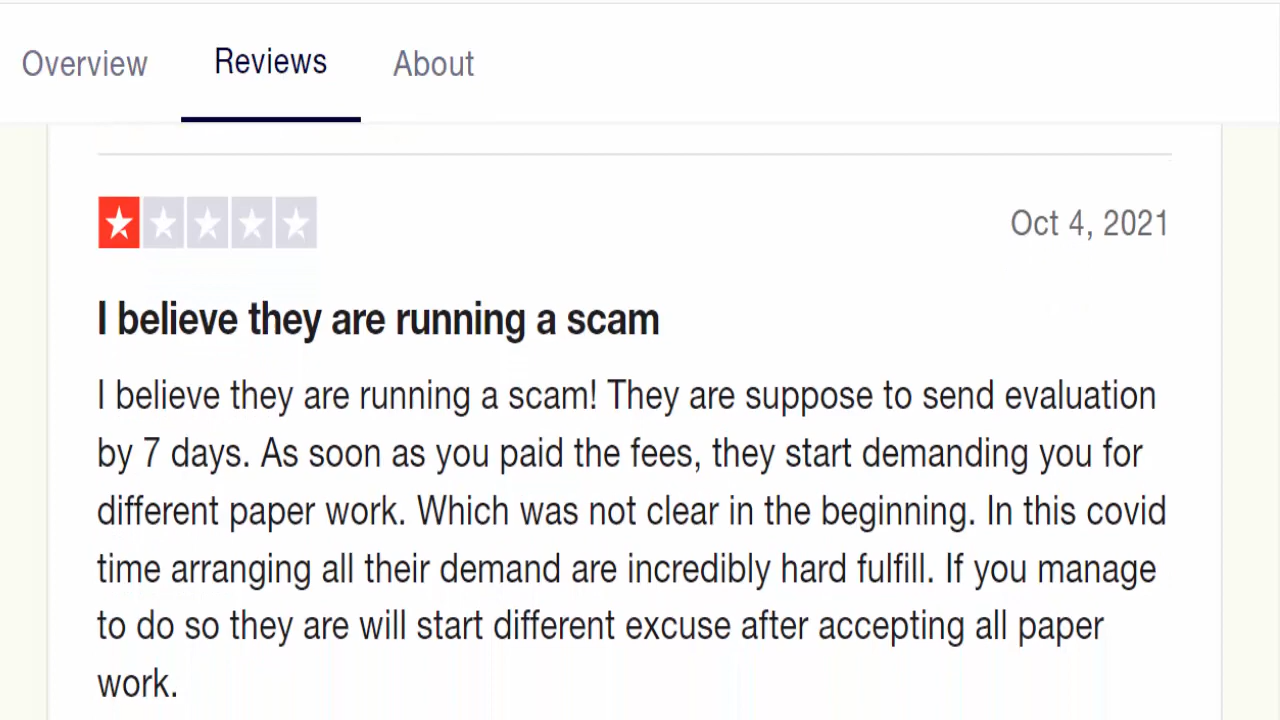 Overview Reviews About
Oct 4, 2021
I believe they are running a scam
I believe they are running a scam! They are suppose to send evaluation
by 7 days. As soon as you paid the fees, they start demanding you for
different paper work. Which was not clear in the beginning. In this covid
time arranging all their demand are incredibly hard fulfill. If you manage
to do so they are will start different excuse after accepting all paper
work.